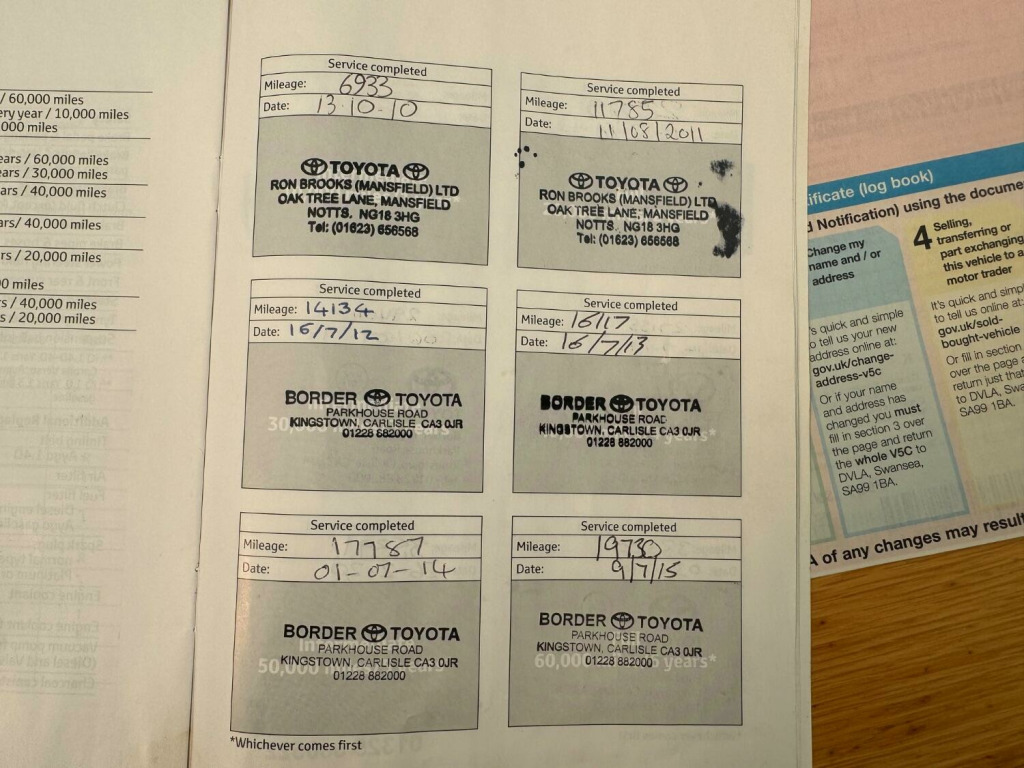 / 60,000 miles
ery year / 10,000 miles
000 miles
ears / 60,000 miles
ears / 30,000 miles
ars / 40,000 miles
ars/ 40,000 miles
rs / 20,000 miles
0 miles
s / 40,000 miles
s / 20,000 miles
Service completed
Mileage: 6933
Date: 13·10·10
TOYOTA
RON BROOKS (MANSFIELD) LTD
OAK TREE LANE, MANSFIELD
NOTTS. NG18 3HG
Tel: (01623) 656568
Service completed
Mileage: 11785
Date: 11/08/2011
TOYOTA
RON BROOKS (MANSFIELD) LTD
OAK TREE LANE, MANSFIELD
NOTTS. NG18 3HG
Tel: (01623) 656568
Service completed
Mileage: 14134
Date: 16/7/12
BORDER TOYOTA
PARKHOUSE ROAD
KINGSTOWN, CARLISLE CA3 0JR
01228 882000
Service completed
Mileage: 16117
Date: 16/7/13
BORDER TOYOTA
PARKHOUSE ROAD
KINGSTOWN, CARLISLE CA3 0JR
01228 882000
Service completed
Mileage: 17787
Date: 01-07-14
BORDER TOYOTA
PARKHOUSE ROAD
KINGSTOWN, CARLISLE CA3 0JR
50,000
01228 882000
Service completed
Mileage:
Date: 9/7/15
BORDER TOYOTA
PARKHOUSE ROAD
KINGSTOWN, CARLISLE CA3 0JR
60,00 years*
01228 882000
*Whichever comes first
ificate (log book)
Notification) using the docume
Change my
name and / or
address
's quick and simple
o tell us your new
address online at:
gov.uk/change-
address-v5c
Or if your name
and address has
changed you must
fill in section 3 over
the page and return
the whole V5C to
DVLA, Swansea,
SA99 1BA.
4 Selling,
transferring or
part exchanging
this vehicle to a
motor trader
It's quick and simp
to tell us online at:
gov.uk/sold-
bought-vehicle
Or fill in section
over the page a
return just that
to DVLA, Swa
SA99 1BA.
A of any changes may result